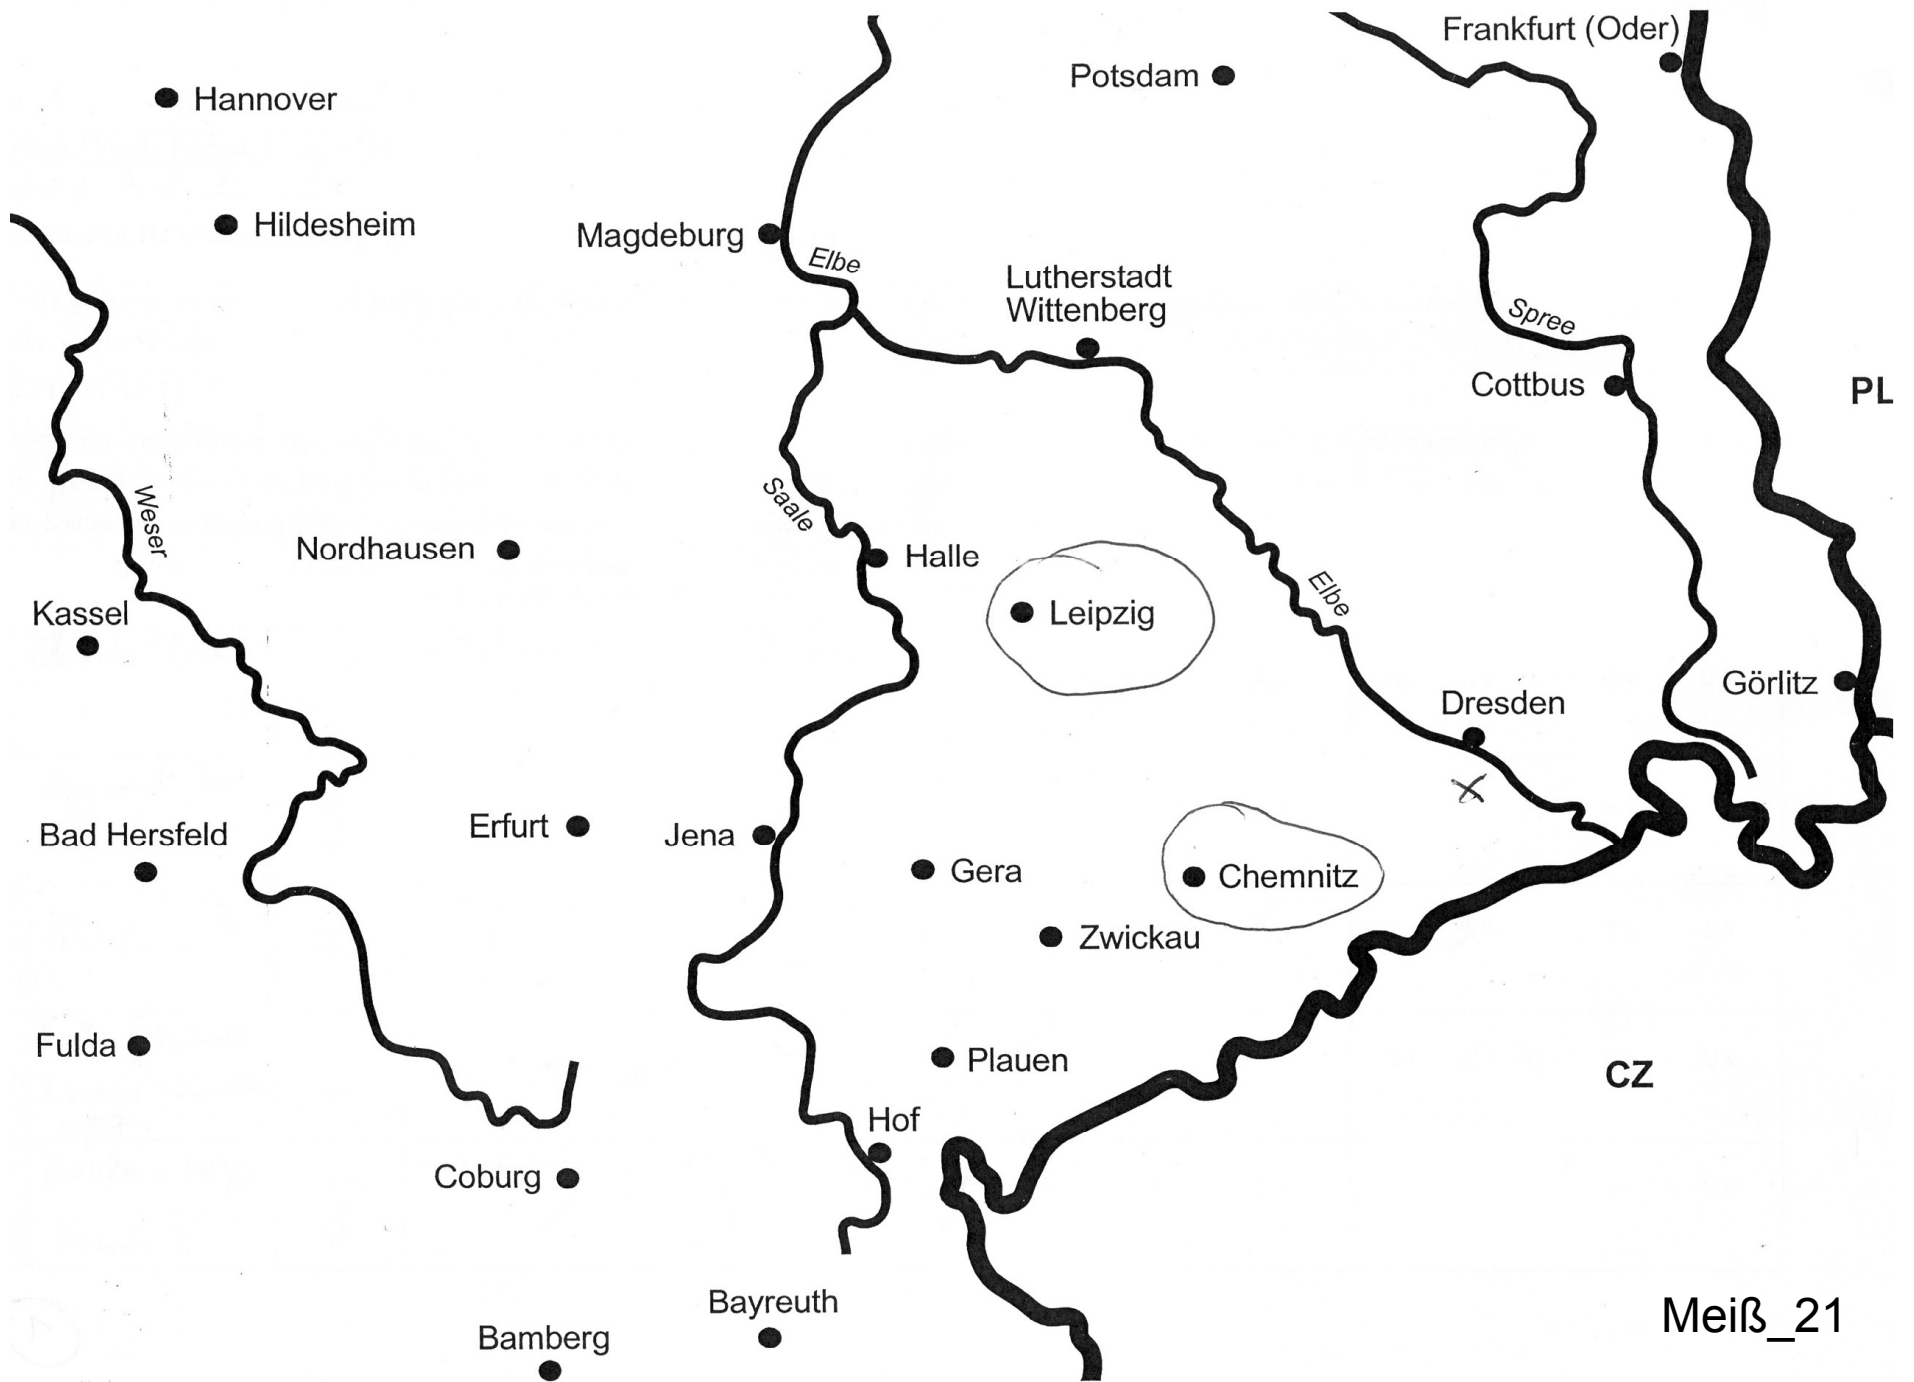 Frankfurt (Oder)
Potsdam
Hannover
Hildesheim
Magdeburg
Elbe
Lutherstadt
Wittenberg
Spree
Cottbus
PL
Weser
Saale
Nordhausen
Halle
Elbe
Kassel
Leipzig
Görlitz
Dresden
Bad Hersfeld
Erfurt
Jena
Gera
Chemnitz
Zwickau
Fulda
Plauen
CZ
Hof
Coburg
Bayreuth
Meiß_21
Bamberg